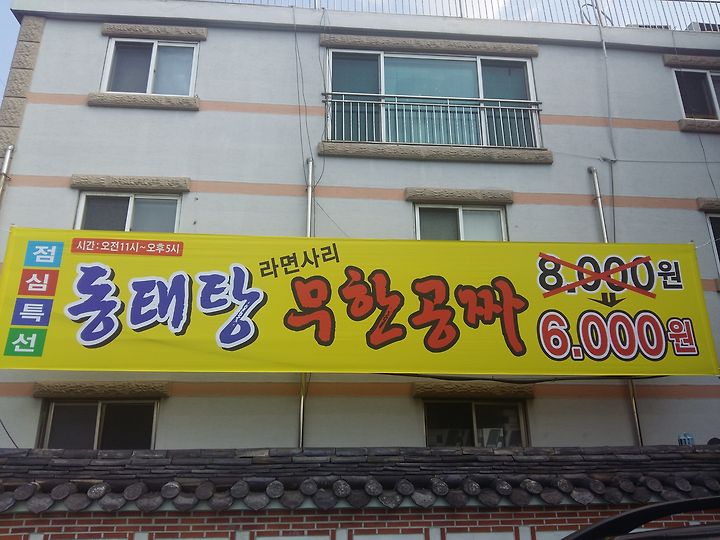 점심특선
시간 : 오전11시~오후5시
동태탕 라면사리 무한공짜
8.000원
6.000원